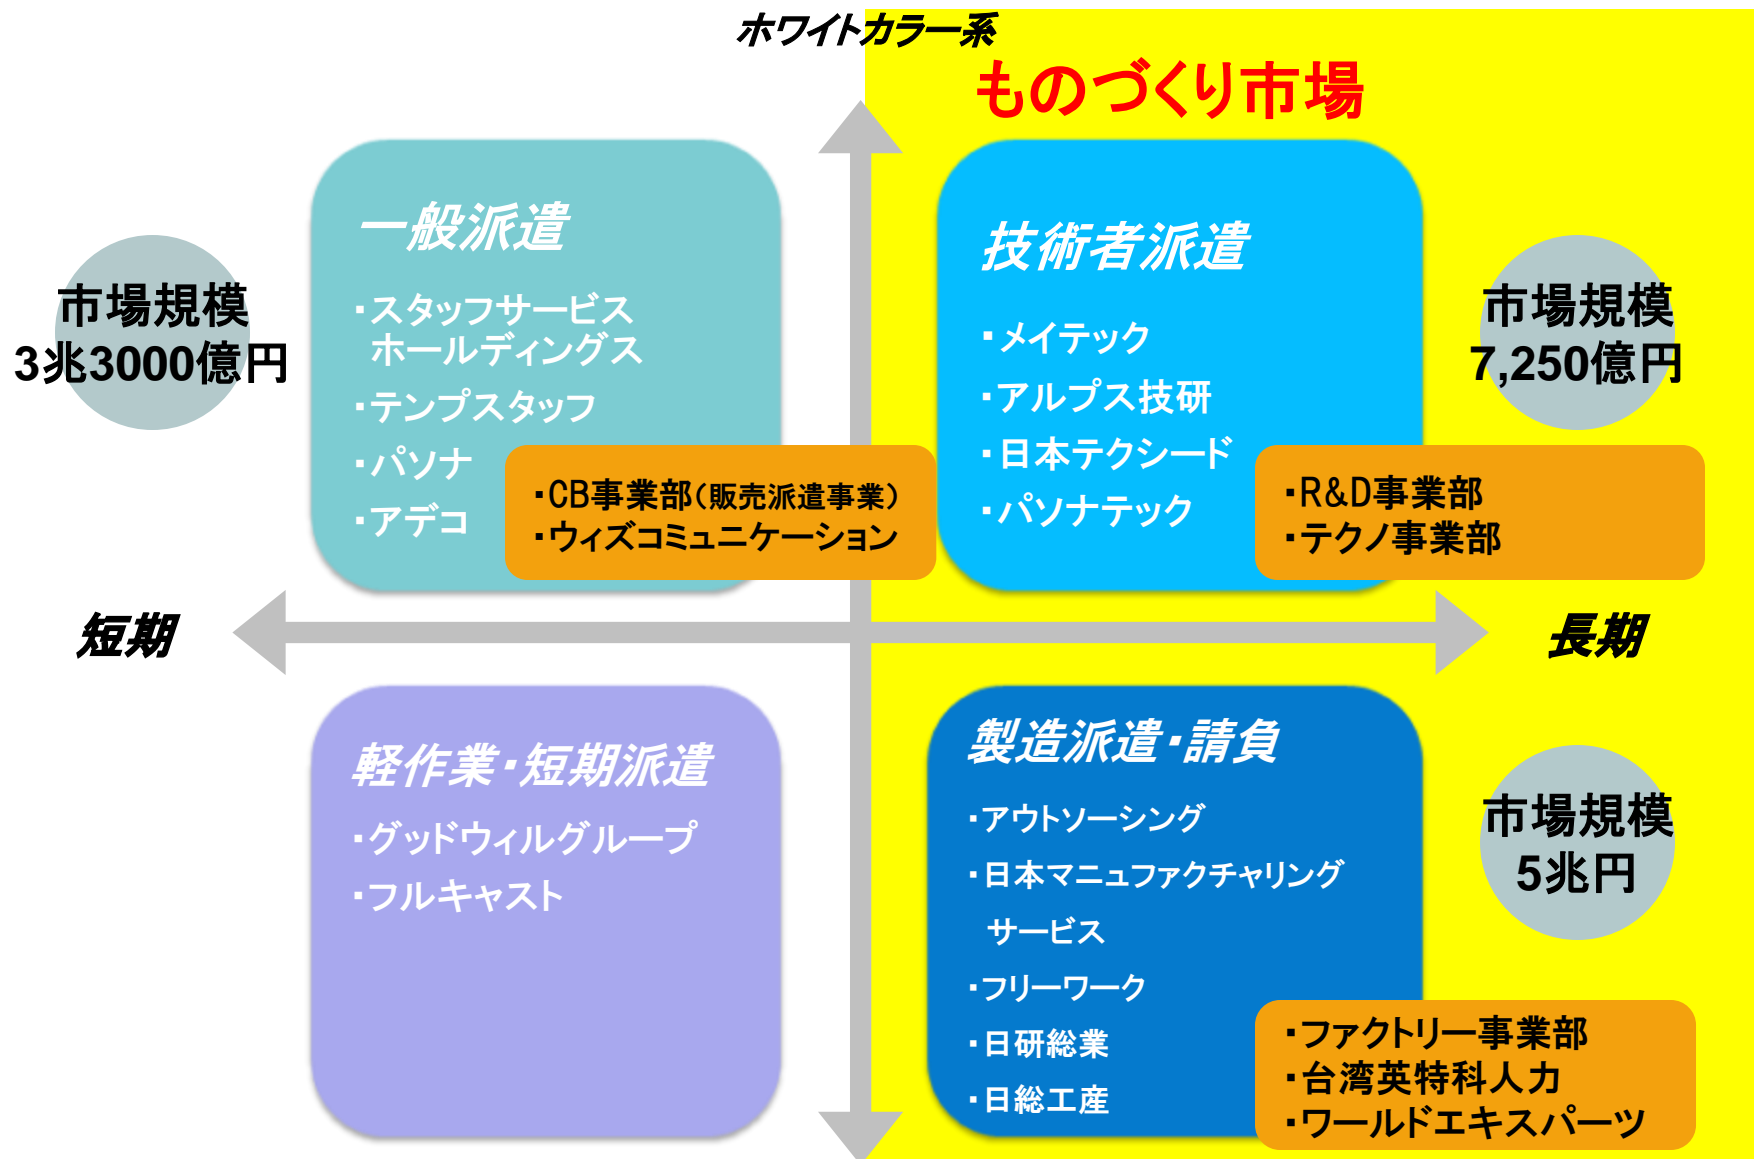 ホワイトカラー系
ものづくり市場
一般派遣
・スタッフサービス
ホールディングス
・テンプスタッフ
・パソナ
・アデコ
市場規模
3兆3000億円
・CB事業部（販売派遣事業）
・ウィズコミュニケーション
技術者派遣
・メイテック
・アルプス技研
・日本テクシード
・パソナテック
市場規模
7,250億円
・R&D事業部
・テクノ事業部
短期
長期
軽作業・短期派遣
・グッドウィルグループ
・フルキャスト
製造派遣・請負
・アウトソーシング
・日本マニュファクチャリング
サービス
・フリーワーク
・日研総業
・日総工産
市場規模
5兆円
・ファクトリー事業部
・台湾英特科人力
・ワールドエキスパーツ